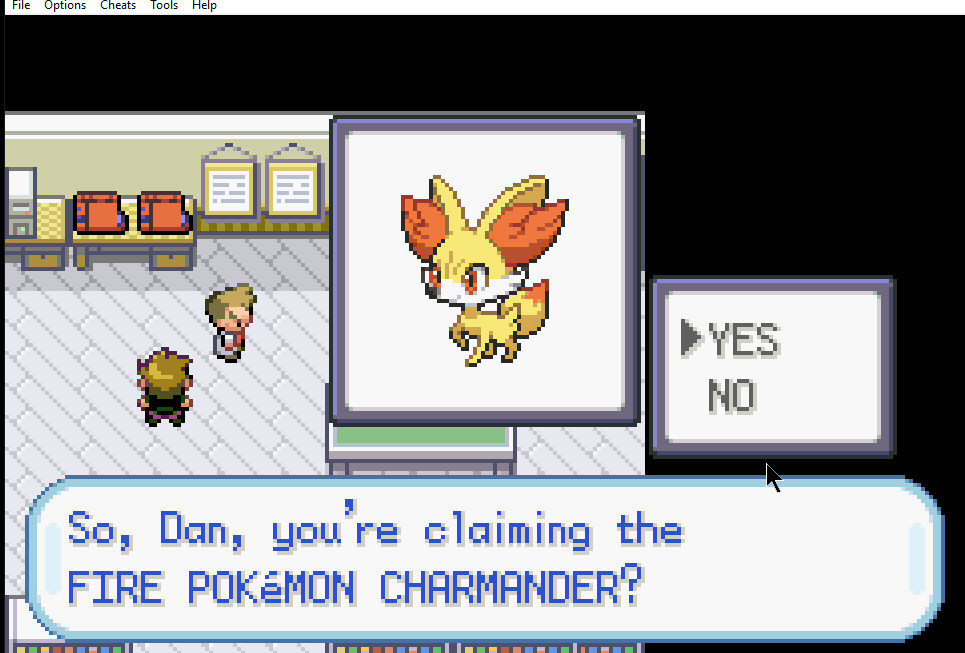 File Options Cheats Tools Help
YES
NO
So, Dan, you're claiming the
FIRE POKéMON CHARMANDER?